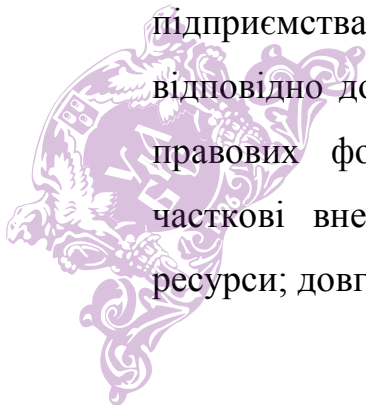 підприємства
відповідно до
правових фо
часткові вне
ресурси; довг